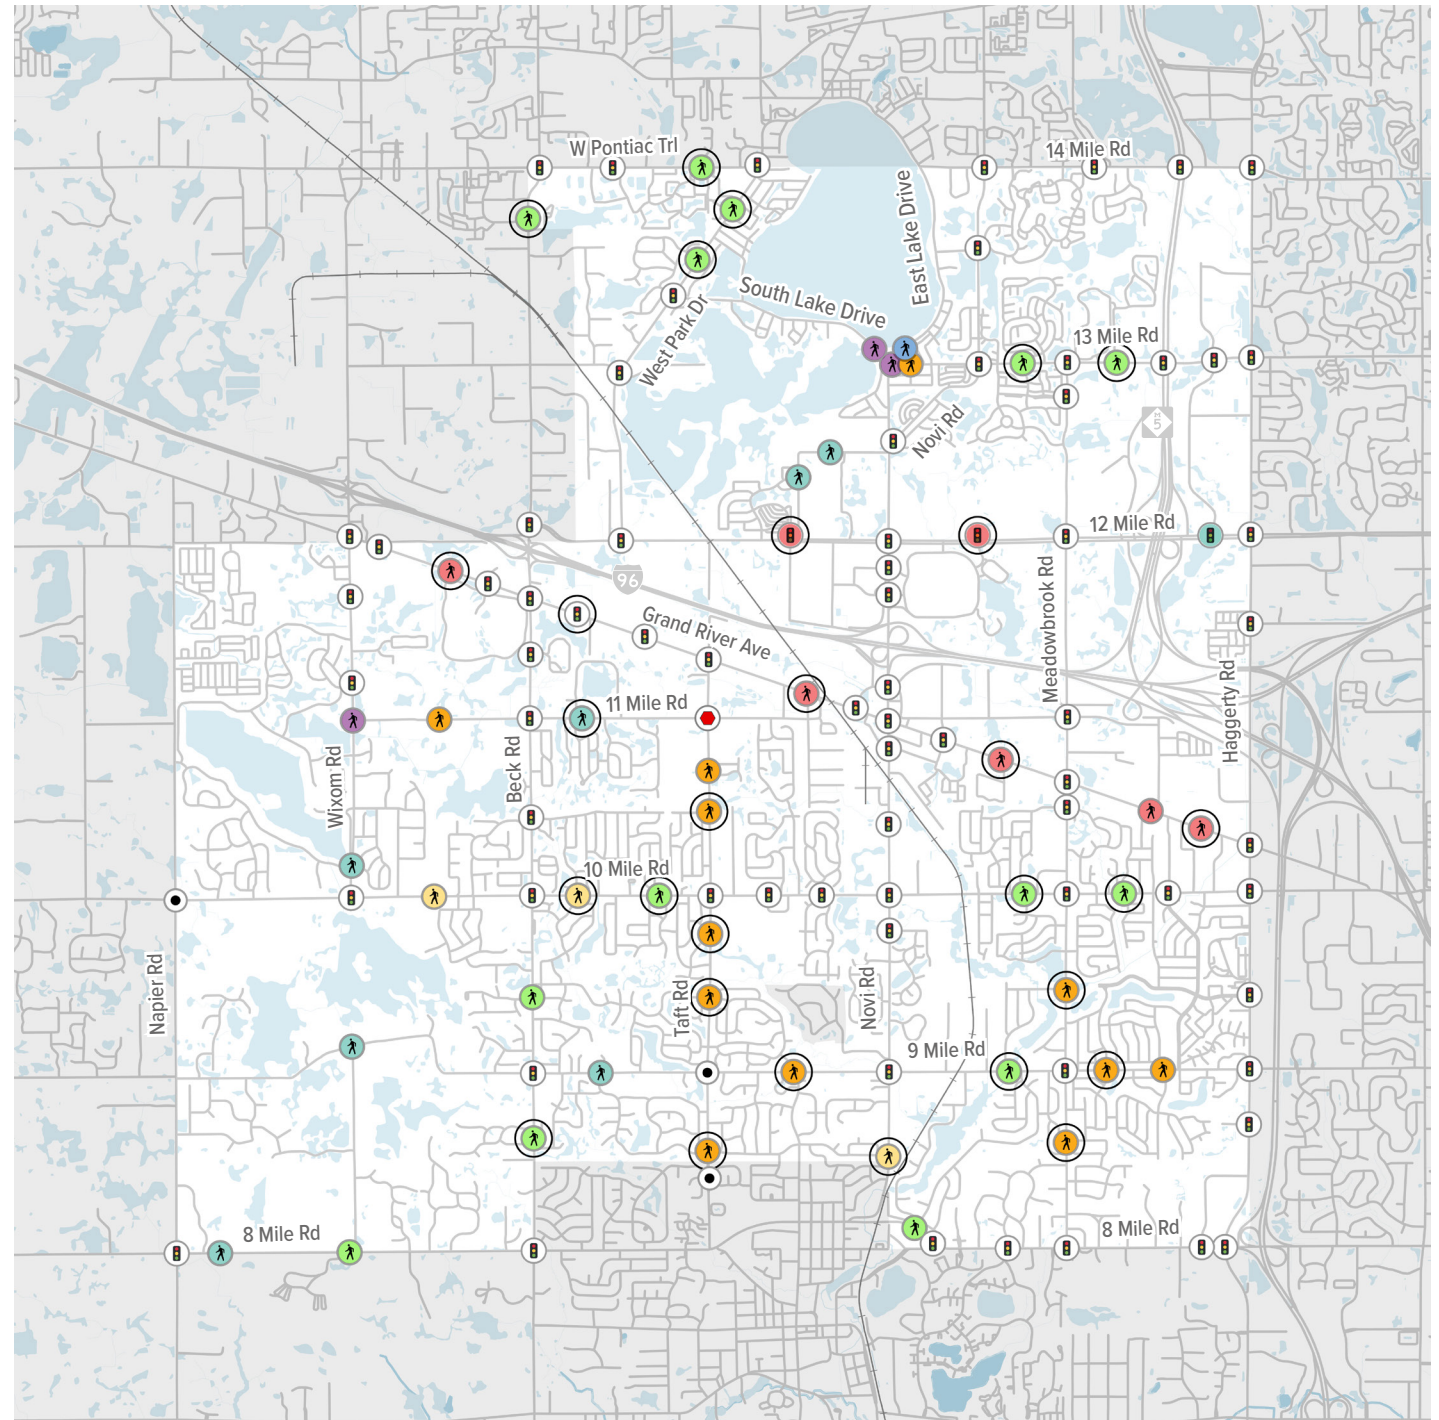 W Pontiac Trl
14 Mile Rd
East Lake Drive
South Lake Drive
West Park Dr
13 Mile Rd
Novi Rd
M
5
12 Mile Rd
96
Grand River Ave
Meadowbrook Rd
Haggerty Rd
11 Mile Rd
Beck Rd
Wixom Rd
10 Mile Rd
Napier Rd
Taft Rd
Novi Rd
9 Mile Rd
8 Mile Rd
8 Mile Rd